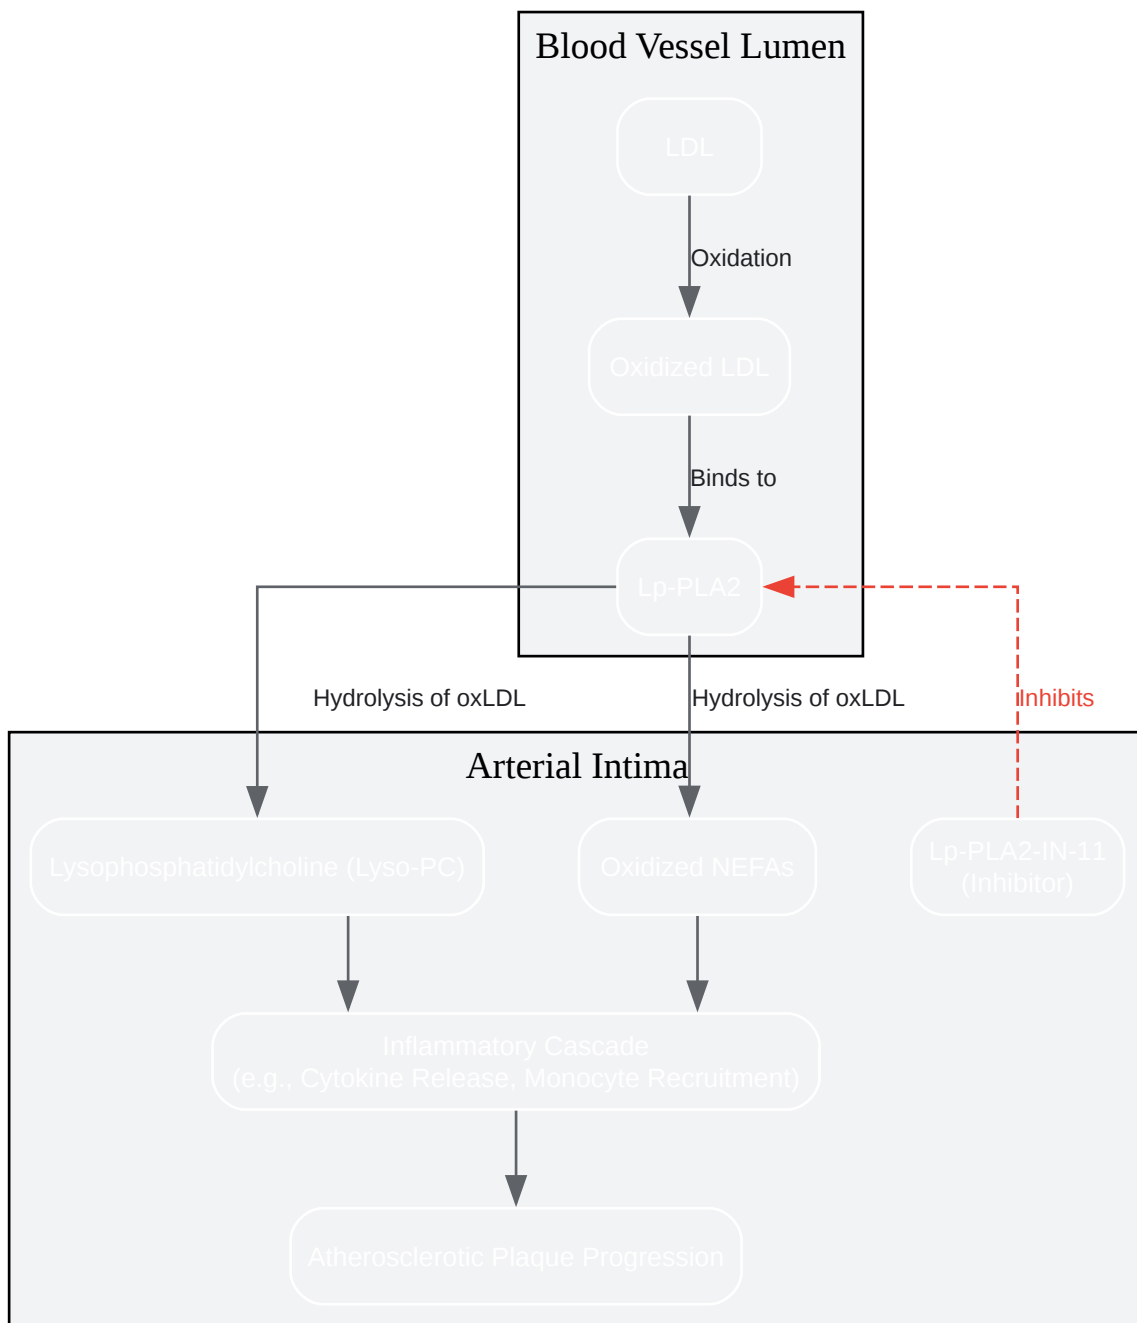 Blood Vessel Lumen
LDL
Oxidation
Oxidized LDL
Binds to
Lp-PLA2
Hydrolysis of oxLDL
Hydrolysis of oxLDL
Inhibits
Arterial Intima
Lysophosphatidylcholine (Lyso-PC)
Oxidized NEFAs
Lp-PLA2-IN-11
(Inhibitor)
Inflammatory Cascade
(e.g., Cytokine Release, Monocyte Recruitment)
Atherosclerotic Plaque Progression